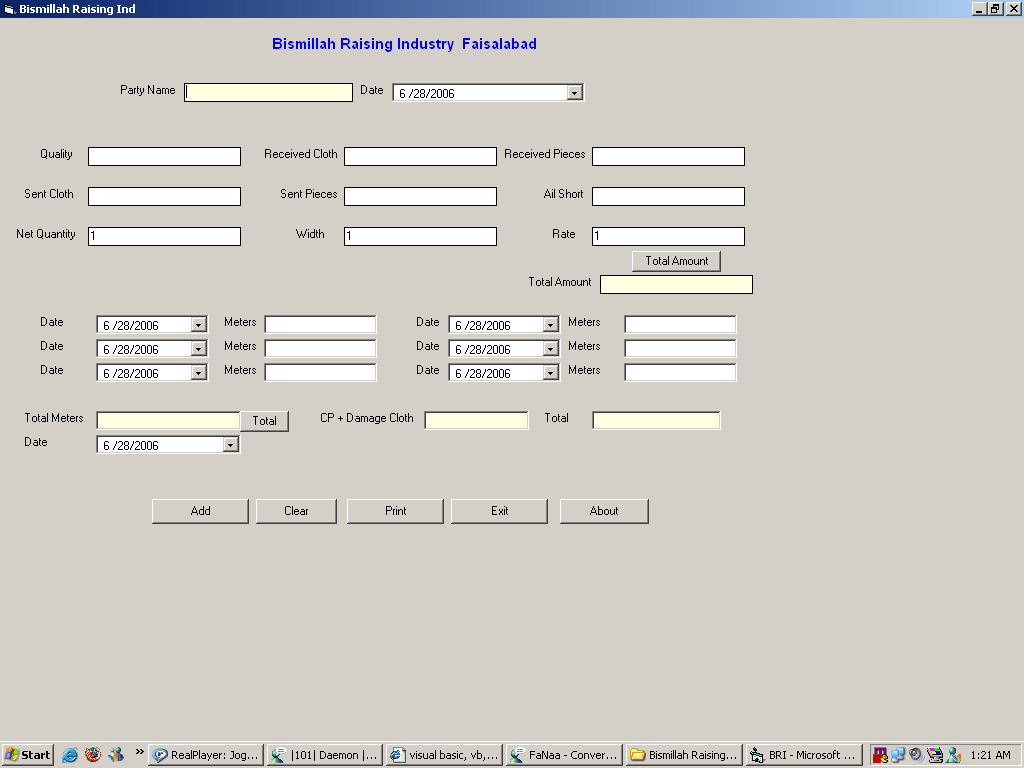 Bismillah Raising Ind
Bismillah Raising Industry Faisalabad
Party Name Date 6 /28/2006
Quality Received Cloth Received Pieces
Sent Cloth Sent Pieces Ail Short
Net Quantity 1 Width 1 Rate 1
Total Amount
Total Amount
Date 6 /28/2006 Meters Date 6 /28/2006 Meters
Date 6 /28/2006 Meters Date 6 /28/2006 Meters
Date 6 /28/2006 Meters Date 6 /28/2006 Meters
Total Meters Total CP + Damage Cloth Total
Date 6 /28/2006
Add Clear Print Exit About
Start » RealPlayer: Jog... |101| Daemon |... visual basic, vb,... FaNaa - Conver... Bismillah Raising... BRI - Microsoft ... 1:21 AM